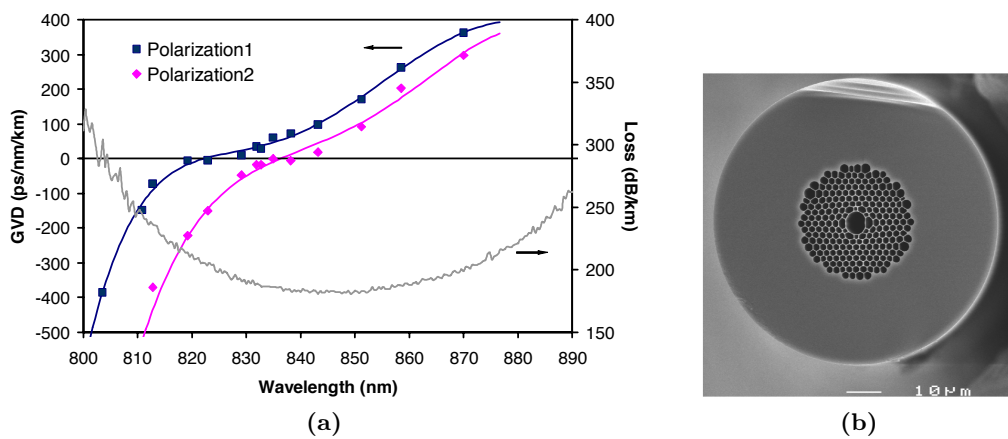 400
300
200
100
0
-100
-200
-300
-400
-500
GVD (ps/nm/km)
Polarization1
Polarization2
400
350
300
250
200
150
Loss (dB/km)
800 810 820 830 840 850 860 870 880 890
Wavelength (nm)
(a)
10μm
(b)